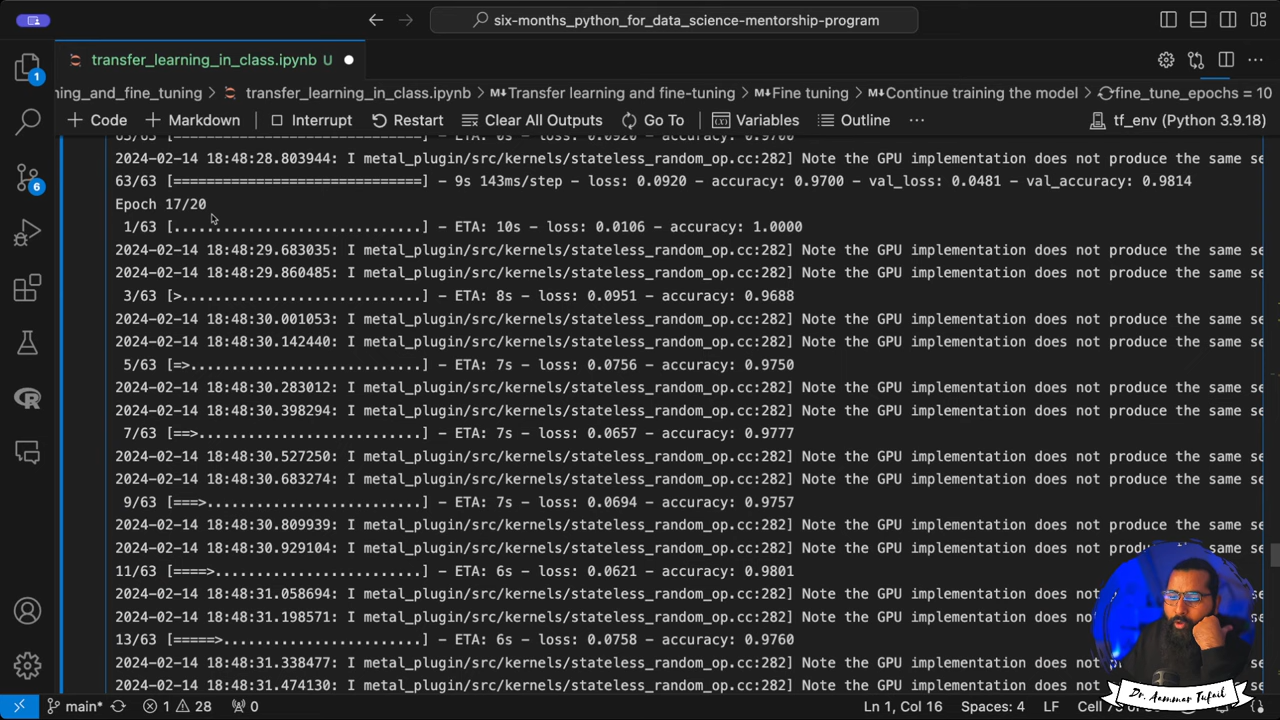 six-months_python_for_data_science-mentorship-program
transfer_learning_in_class.ipynb U
ning_and_fine_tuning > transfer_learning_in_class.ipynb > M↓Transfer learning and fine-tuning > M↓Fine tuning > M↓Continue training the model > fine_tune_epochs = 10
+ Code + Markdown Interrupt Restart Clear All Outputs Go To Variables Outline ··· tf_env (Python 3.9.18)
63/63 [==============================] - ETA: 0s - loss: 0.0920 - accuracy: 0.9700
2024-02-14 18:48:28.803944: I metal_plugin/src/kernels/stateless_random_op.cc:282] Note the GPU implementation does not produce the same se
63/63 [==============================] - 9s 143ms/step - loss: 0.0920 - accuracy: 0.9700 - val_loss: 0.0481 - val_accuracy: 0.9814
Epoch 17/20
1/63 [..............................] - ETA: 10s - loss: 0.0106 - accuracy: 1.0000
2024-02-14 18:48:29.683035: I metal_plugin/src/kernels/stateless_random_op.cc:282] Note the GPU implementation does not produce the same se
2024-02-14 18:48:29.860485: I metal_plugin/src/kernels/stateless_random_op.cc:282] Note the GPU implementation does not produce the same se
3/63 [>.............................] - ETA: 8s - loss: 0.0951 - accuracy: 0.9688
2024-02-14 18:48:30.001053: I metal_plugin/src/kernels/stateless_random_op.cc:282] Note the GPU implementation does not produce the same se
2024-02-14 18:48:30.142440: I metal_plugin/src/kernels/stateless_random_op.cc:282] Note the GPU implementation does not produce the same se
5/63 [=>............................] - ETA: 7s - loss: 0.0756 - accuracy: 0.9750
2024-02-14 18:48:30.283012: I metal_plugin/src/kernels/stateless_random_op.cc:282] Note the GPU implementation does not produce the same se
2024-02-14 18:48:30.398294: I metal_plugin/src/kernels/stateless_random_op.cc:282] Note the GPU implementation does not produce the same se
7/63 [==>...........................] - ETA: 7s - loss: 0.0657 - accuracy: 0.9777
2024-02-14 18:48:30.527250: I metal_plugin/src/kernels/stateless_random_op.cc:282] Note the GPU implementation does not produce the same se
2024-02-14 18:48:30.683274: I metal_plugin/src/kernels/stateless_random_op.cc:282] Note the GPU implementation does not produce the same se
9/63 [===>..........................] - ETA: 7s - loss: 0.0694 - accuracy: 0.9757
2024-02-14 18:48:30.809939: I metal_plugin/src/kernels/stateless_random_op.cc:282] Note the GPU implementation does not produce the same se
2024-02-14 18:48:30.929104: I metal_plugin/src/kernels/stateless_random_op.cc:282] Note the GPU implementation does not produce the same se
11/63 [====>.........................] - ETA: 6s - loss: 0.0621 - accuracy: 0.9801
2024-02-14 18:48:31.058694: I metal_plugin/src/kernels/stateless_random_op.cc:282] Note the GPU implementation does not
2024-02-14 18:48:31.198571: I metal_plugin/src/kernels/stateless_random_op.cc:282] Note the GPU implementation does not
13/63 [=====>........................] - ETA: 6s - loss: 0.0758 - accuracy: 0.9760
2024-02-14 18:48:31.338477: I metal_plugin/src/kernels/stateless_random_op.cc:282] Note the GPU implementation does not
2024-02-14 18:48:31.474130: I metal_plugin/src/kernels/stateless_random_op.cc:282] Note the GPU implementation does not
Dr. Aammar Tufail
main* 1 28 0 Ln 1, Col 16 Spaces: 4 LF
1
6